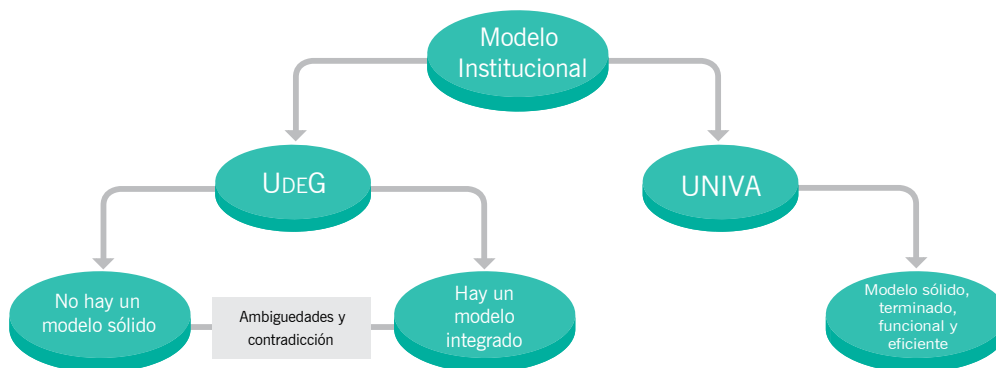 Modelo
Institucional
UDEG
UNIVA
No hay un
modelo sólido
Ambiguedades y
contradicción
Hay un
modelo
integrado
Modelo sólido,
terminado,
funcional y
eficiente